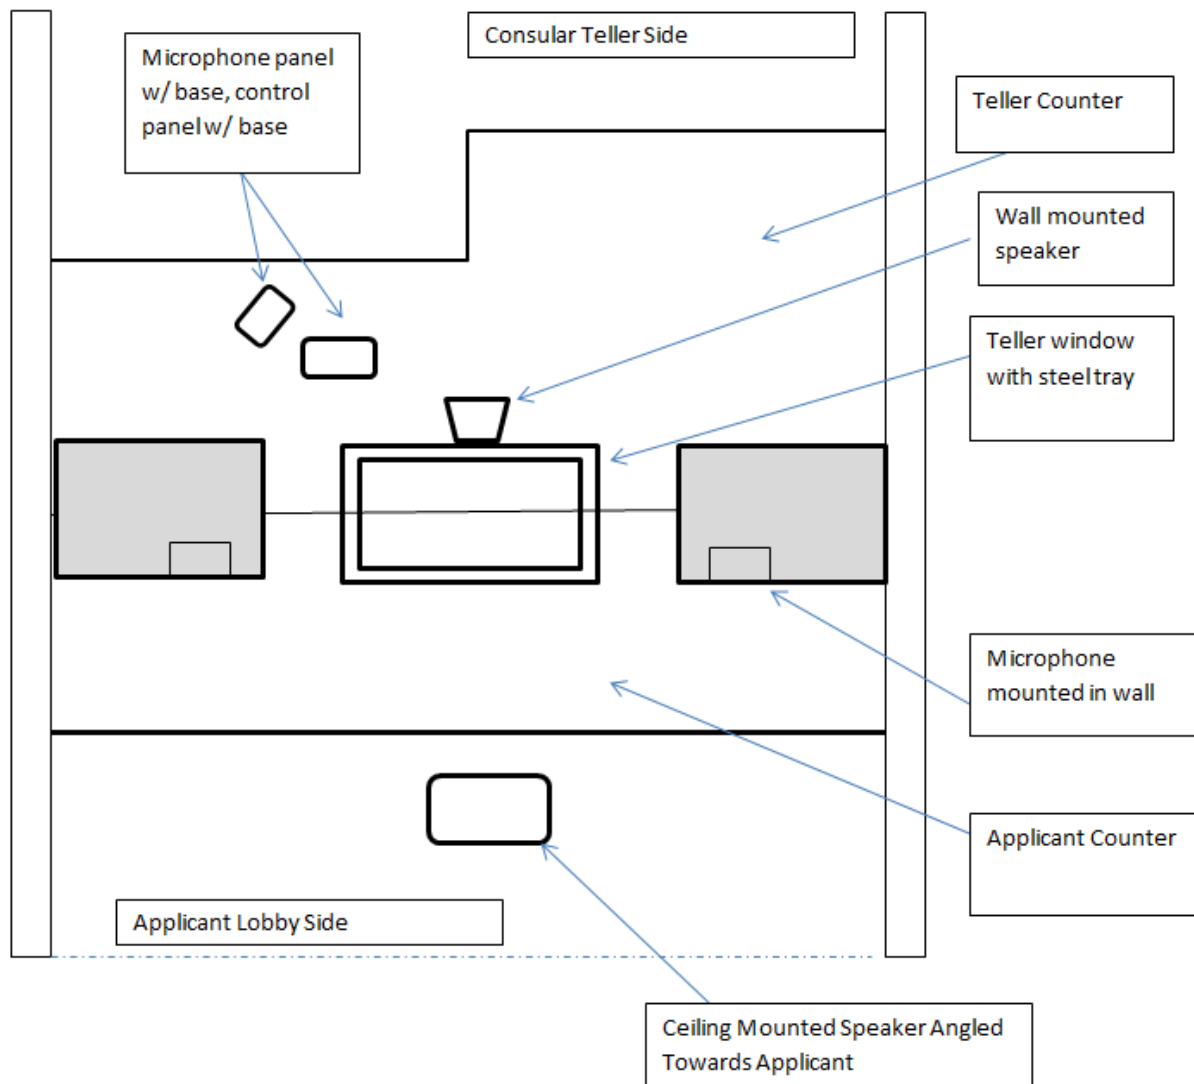 Consular Teller Side
Microphone panel
w/ base, control
panel w/ base
Teller Counter
Wall mounted
speaker
Teller window
with steel tray
Microphone
mounted in wall
Applicant Counter
Applicant Lobby Side
Ceiling Mounted Speaker Angled
Towards Applicant